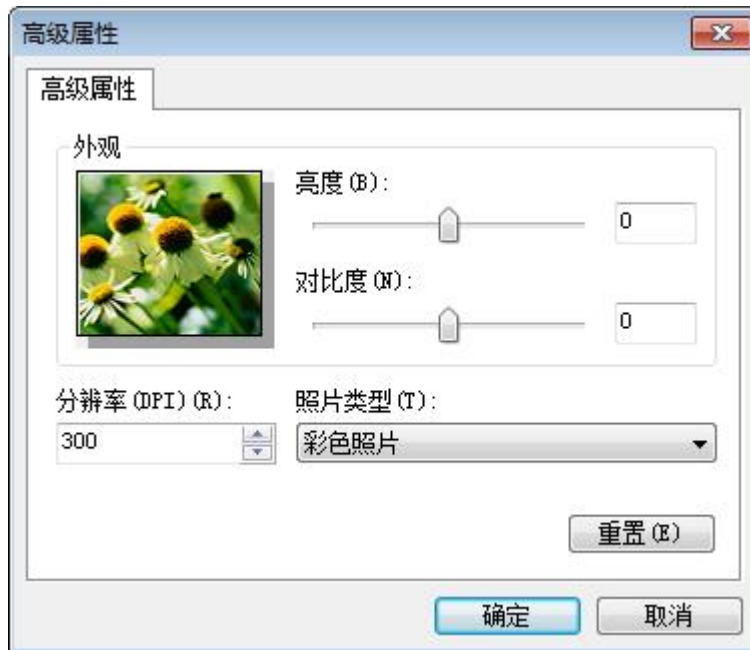 高级属性
高级属性
外观
亮度(B):
0
对比度(N):
0
分辨率(DPI)(R):
照片类型(T):
300
彩色照片
重置(E)
确定
取消